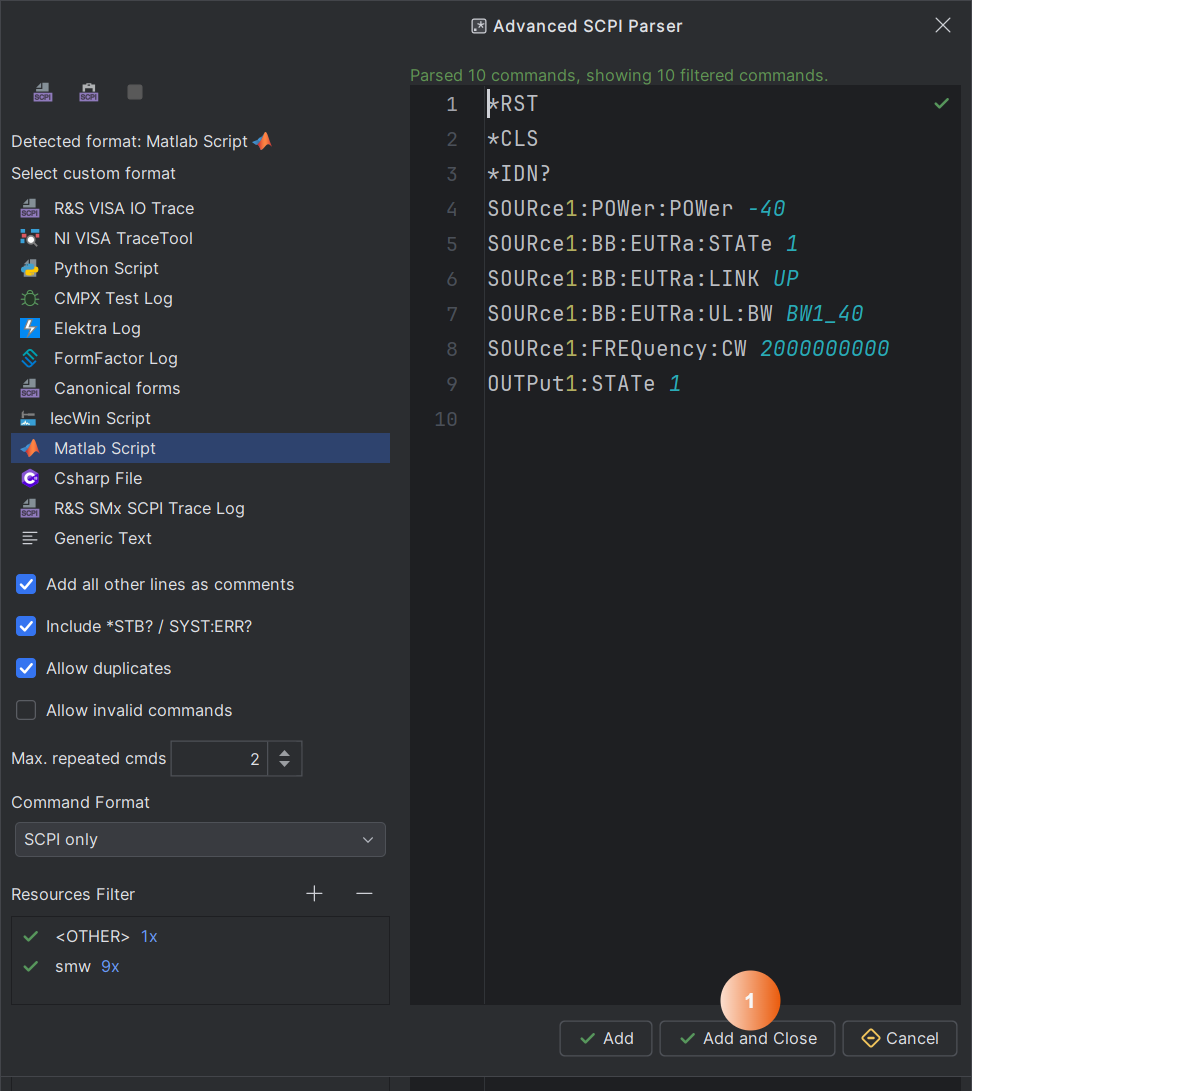 Advanced SCPI Parser
Parsed 10 commands, showing 10 filtered commands.
SCPI SCPI
Detected format: Matlab Script
Select custom format
SCPI R&S VISA IO Trace
NI VISA TraceTool
Python Script
CMPX Test Log
Elektra Log
FormFactor Log
SCPI Canonical forms
IecWin Script
Matlab Script
Csharp File
SCPI R&S SMx SCPI Trace Log
Generic Text
Add all other lines as comments
Include *STB? / SYST:ERR?
Allow duplicates
Allow invalid commands
Max. repeated cmds 2
Command Format
SCPI only
Resources Filter
<OTHER> 1x
smw 9x
1 *RST
2 *CLS
3 *IDN?
4 SOURce1:POWer:POWer -40
5 SOURce1:BB:EUTRa:STATe 1
6 SOURce1:BB:EUTRa:LINK UP
7 SOURce1:BB:EUTRa:UL:BW BW1_40
8 SOURce1:FREQuency:CW 2000000000
9 OUTPut1:STATe 1
10
1
Add Add and Close Cancel